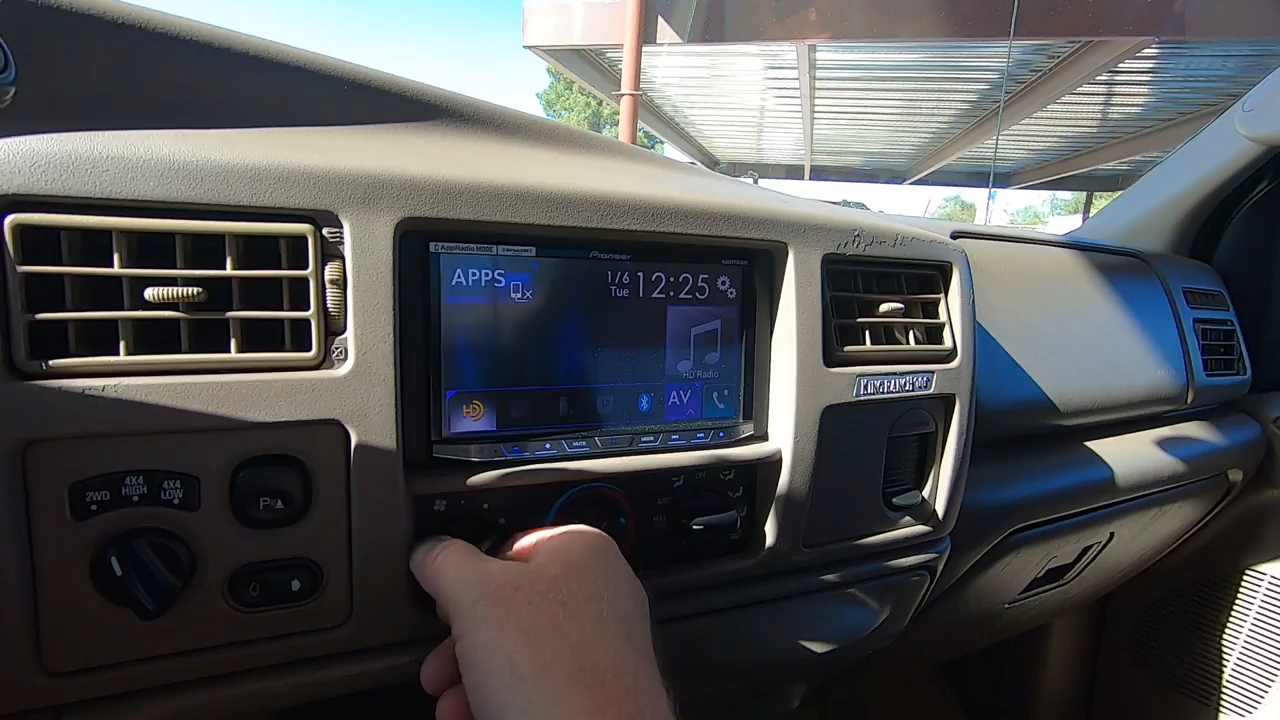 AppRadio MODE
Pioneer
APPS
1/6
Tue
12:25
HD Radio
AV
MUTE
MODE
KING RANCH
2WD
4X4
HIGH
4X4
LOW
P